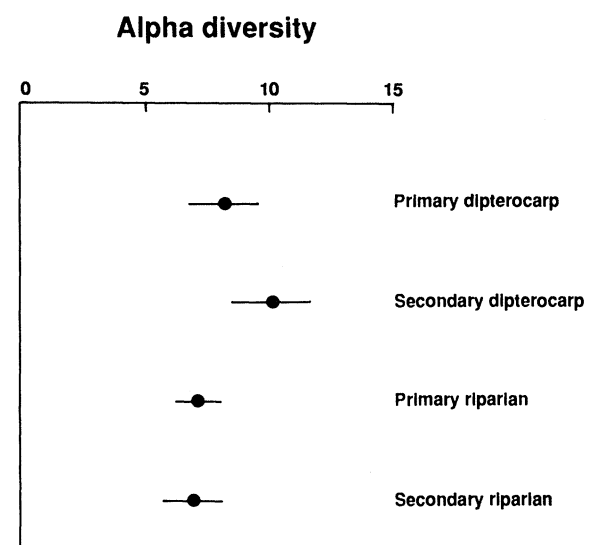 Alpha diversity
0 5 10 15
Primary dipterocarp
Secondary dipterocarp
Primary riparian
Secondary riparian